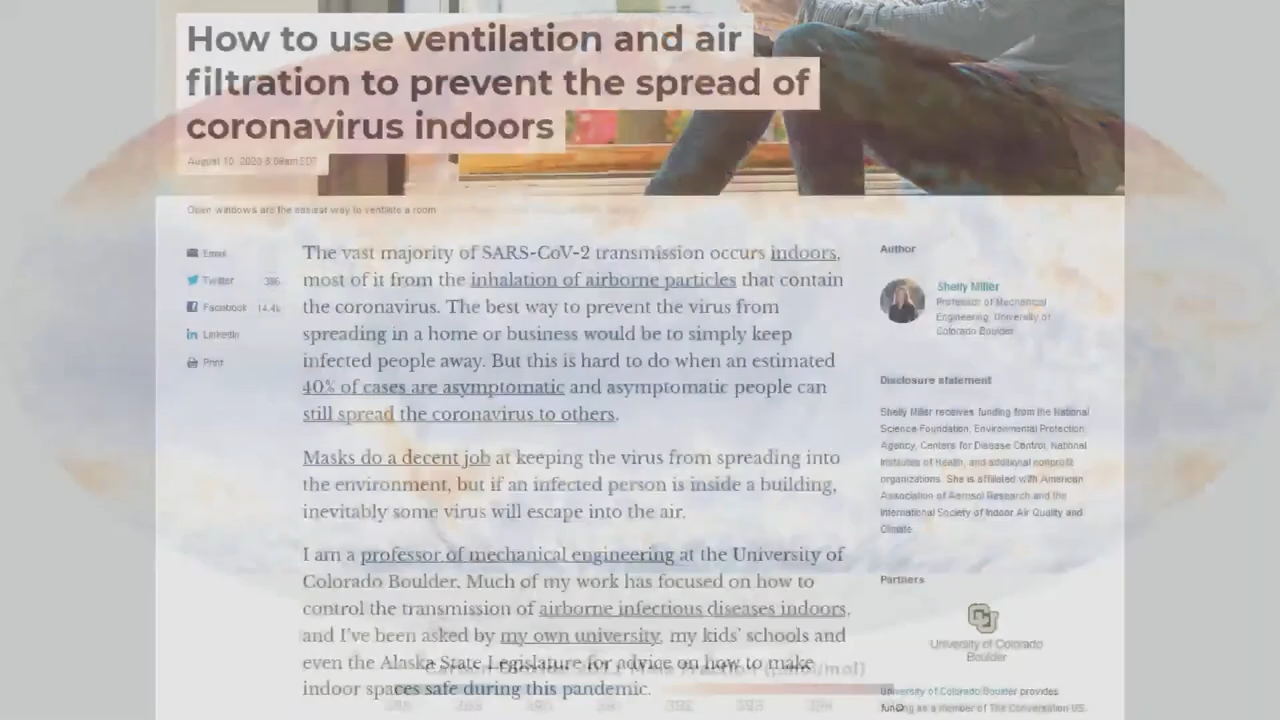 How to use ventilation and air
filtration to prevent the spread of
coronavirus indoors
August 10, 2020 8.08am EDT
Open windows are the easiest way to ventilate a room
Email
Twitter 386
Facebook 14.4k
LinkedIn
Print
The vast majority of SARS-CoV-2 transmission occurs indoors,
most of it from the inhalation of airborne particles that contain
the coronavirus. The best way to prevent the virus from
spreading in a home or business would be to simply keep
infected people away. But this is hard to do when an estimated
40% of cases are asymptomatic and asymptomatic people can
still spread the coronavirus to others.
Masks do a decent job at keeping the virus from spreading into
the environment, but if an infected person is inside a building,
inevitably some virus will escape into the air.
I am a professor of mechanical engineering at the University of
Colorado Boulder. Much of my work has focused on how to
control the transmission of airborne infectious diseases indoors,
and I've been asked by my own university, my kids' schools and
even the Alaska State Legislature for advice on how to make
indoor spaces safe during this pandemic.
Author
Shelly Miller
Professor of Mechanical
Engineering, University of
Colorado Boulder
Disclosure statement
Shelly Miller receives funding from the National
Science Foundation, Environmental Protection
Agency, Centers for Disease Control, National
Institutes of Health, and additional nonprofit
organizations. She is affiliated with American
Association of Aerosol Research and the
International Society of Indoor Air Quality and
Climate.
Partners
University of Colorado
Boulder
University of Colorado Boulder provides
funding as a member of The Conversation US.